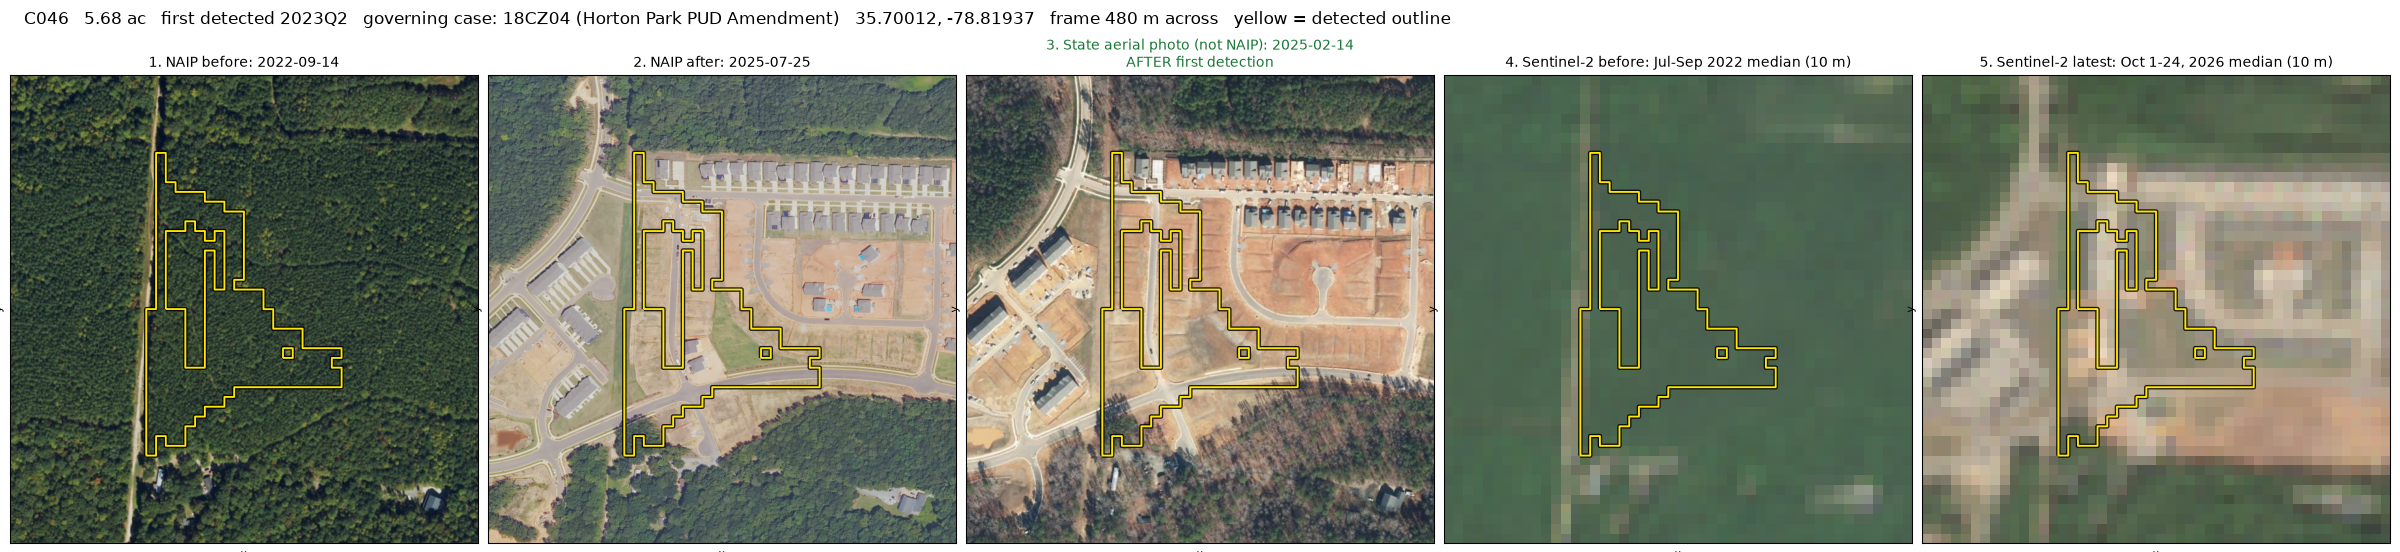 C046 5.68 ac first detected 2023Q2 governing case: 18CZ04 (Horton Park PUD Amendment) 35.70012, -78.81937 frame 480 m across yellow = detected outline
1. NAIP before: 2022-09-14
2. NAIP after: 2025-07-25
3. State aerial photo (not NAIP): 2025-02-14
AFTER first detection
4. Sentinel-2 before: Jul-Sep 2022 median (10 m)
5. Sentinel-2 latest: Oct 1-24, 2026 median (10 m)